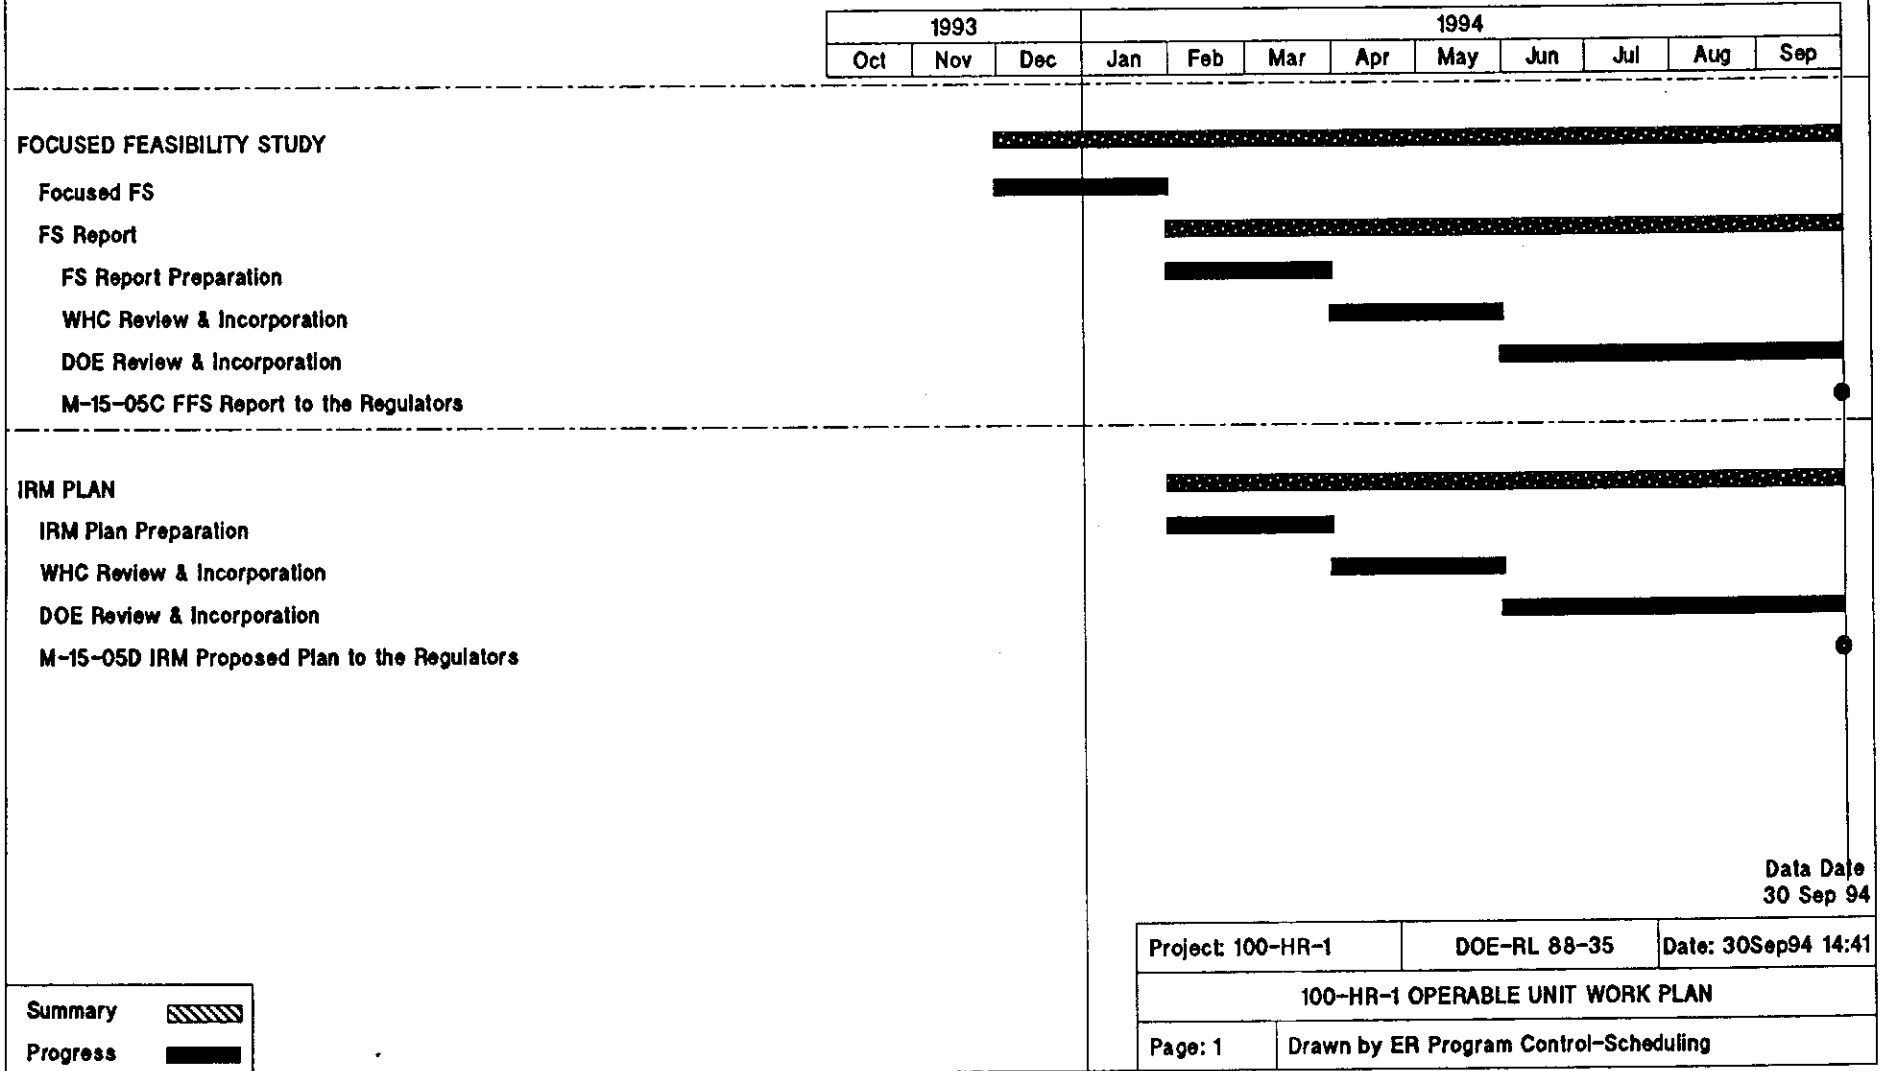 1993 1994
Oct Nov Dec Jan Feb Mar Apr May Jun Jul Aug Sep
FOCUSED FEASIBILITY STUDY
Focused FS
FS Report
FS Report Preparation
WHC Review & Incorporation
DOE Review & Incorporation
M-15-05C FFS Report to the Regulators
IRM PLAN
IRM Plan Preparation
WHC Review & Incorporation
DOE Review & Incorporation
M-15-05D IRM Proposed Plan to the Regulators
Data Date
30 Sep 94
Project: 100-HR-1 DOE-RL 88-35 Date: 30Sep94 14:41
100-HR-1 OPERABLE UNIT WORK PLAN
Page: 1 Drawn by ER Program Control-Scheduling
Summary
Progress